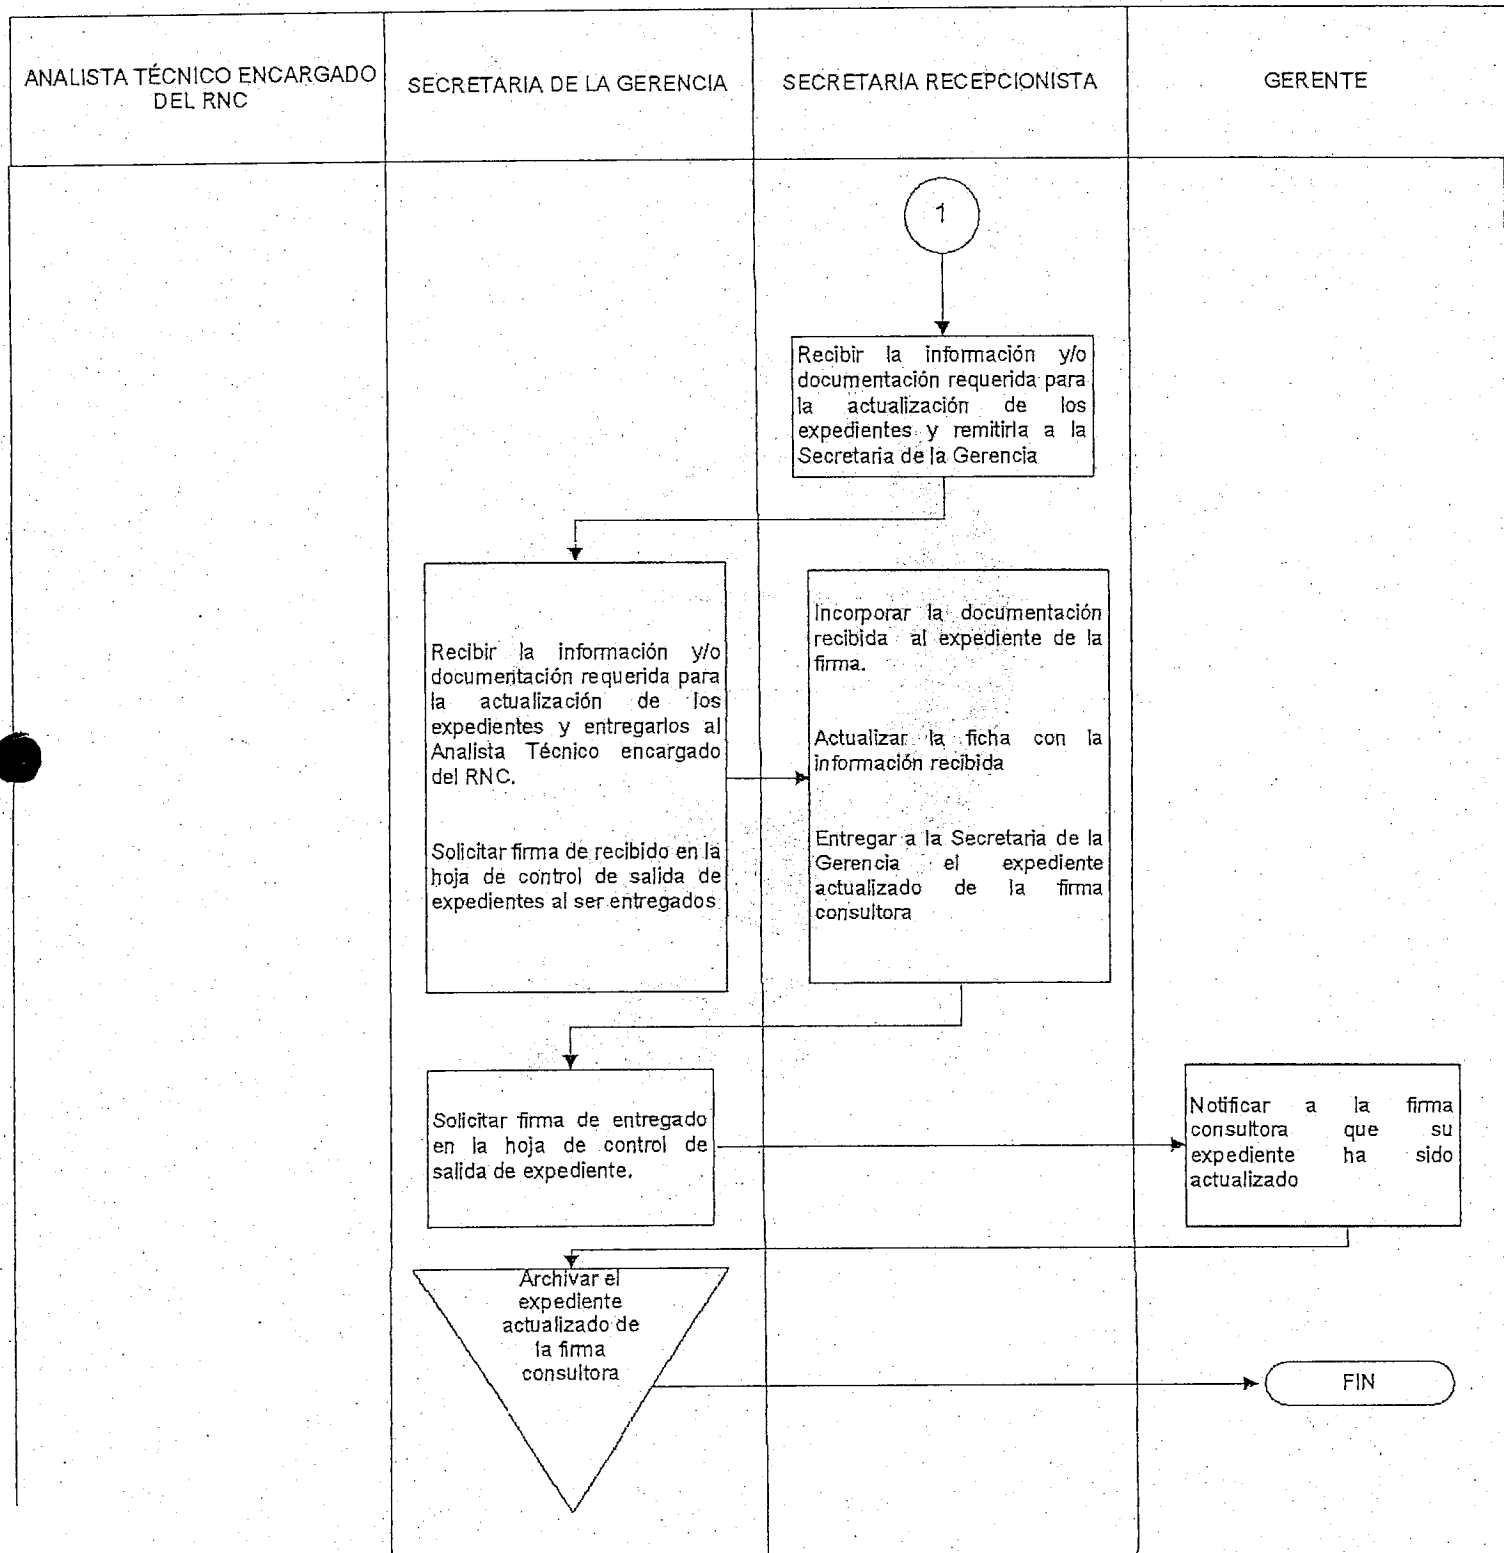 ANALISTA TÉCNICO ENCARGADO
DEL RNC
SECRETARIA DE LA GERENCIA
SECRETARIA RECEPCIONISTA
GERENTE
1
Recibir la información y/o
documentación requerida para
la actualización de los
expedientes y remitirla a la
Secretaria de la Gerencia
Recibir la información y/o
documentación requerida para
la actualización de los
expedientes y entregarlos al
Analista Técnico encargado
del RNC.
Solicitar firma de recibido en la
hoja de control de salida de
expedientes al ser entregados
Incorporar la documentación
recibida al expediente de la
firma.
Actualizar la ficha con la
información recibida
Entregar a la Secretaria de la
Gerencia el expediente
actualizado de la firma
consultora
Solicitar firma de entregado
en la hoja de control de
salida de expediente.
Notificar a la firma
consultora que su
expediente ha sido
actualizado
Archivar el
expediente
actualizado de
la firma
consultora
FIN